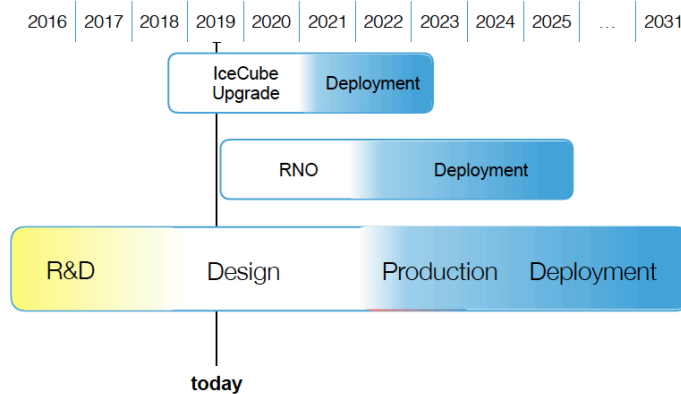 2016 2017 2018 2019 2020 2021 2022 2023 2024 2025 ... 2031
IceCube
Upgrade
Deployment
RNO
Deployment
R&D
Design
Production
Deployment
today